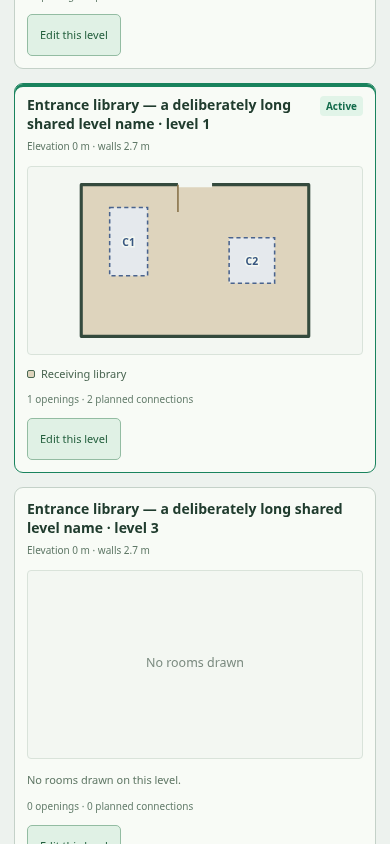 Edit this level
Entrance library — a deliberately long
shared level name · level 1
Active
Elevation 0 m · walls 2.7 m
C1
C2
Receiving library
1 openings · 2 planned connections
Edit this level
Entrance library — a deliberately long shared
level name · level 3
Elevation 0 m · walls 2.7 m
No rooms drawn
No rooms drawn on this level.
0 openings · 0 planned connections